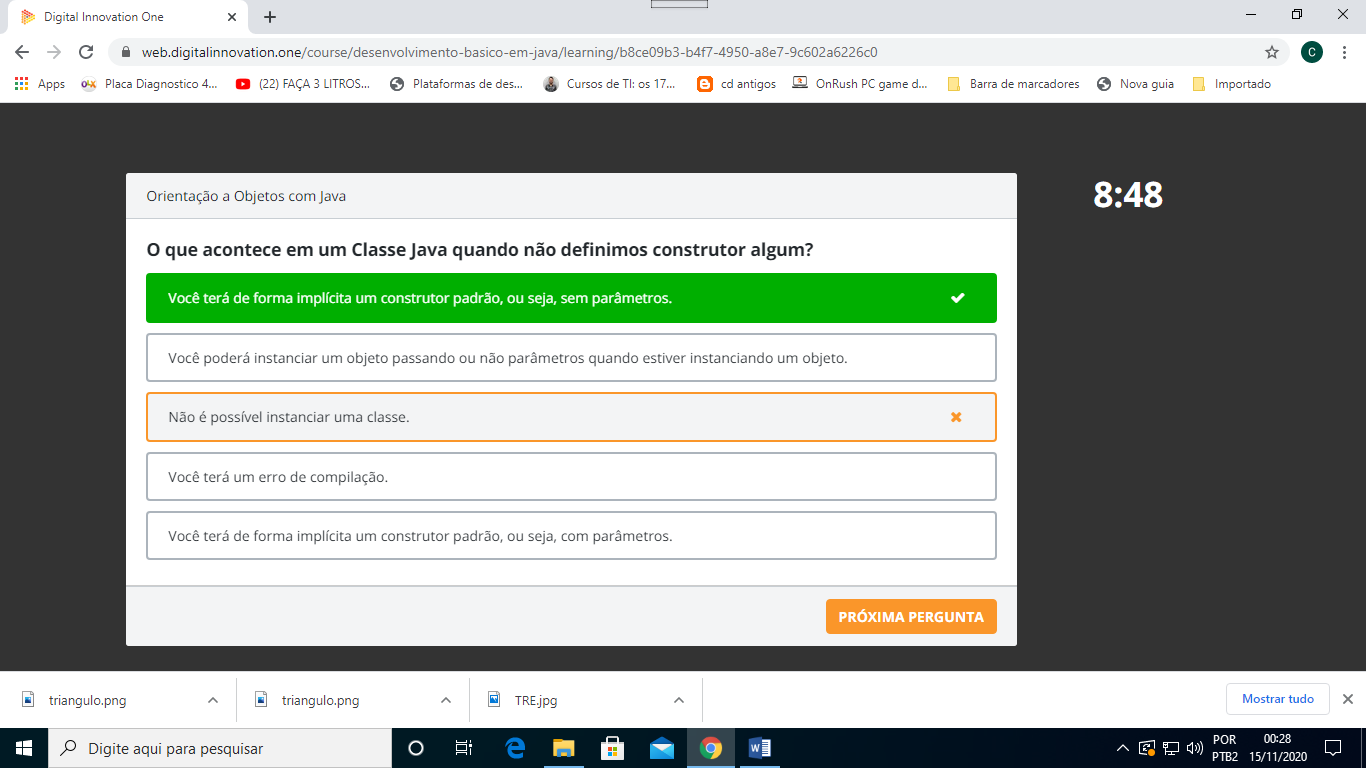 Digital Innovation One
web.digitalinnovation.one/course/desenvolvimento-basico-em-java/learning/b8ce09b3-b4f7-4950-a8e7-9c602a6226c0
C
Apps
OLX
Placa Diagnostico 4...
(22) FAÇA 3 LITROS...
Plataformas de des...
Cursos de TI: os 17...
cd antigos
OnRush PC game d...
Barra de marcadores
Nova guia
Importado
Orientação a Objetos com Java
8:48
O que acontece em um Classe Java quando não definimos construtor algum?
Você terá de forma implícita um construtor padrão, ou seja, sem parâmetros.
Você poderá instanciar um objeto passando ou não parâmetros quando estiver instanciando um objeto.
Não é possível instanciar uma classe.
Você terá um erro de compilação.
Você terá de forma implícita um construtor padrão, ou seja, com parâmetros.
PRÓXIMA PERGUNTA
triangulo.png
triangulo.png
TRE.jpg
Mostrar tudo
Digite aqui para pesquisar
POR
PTB2
00:28
15/11/2020